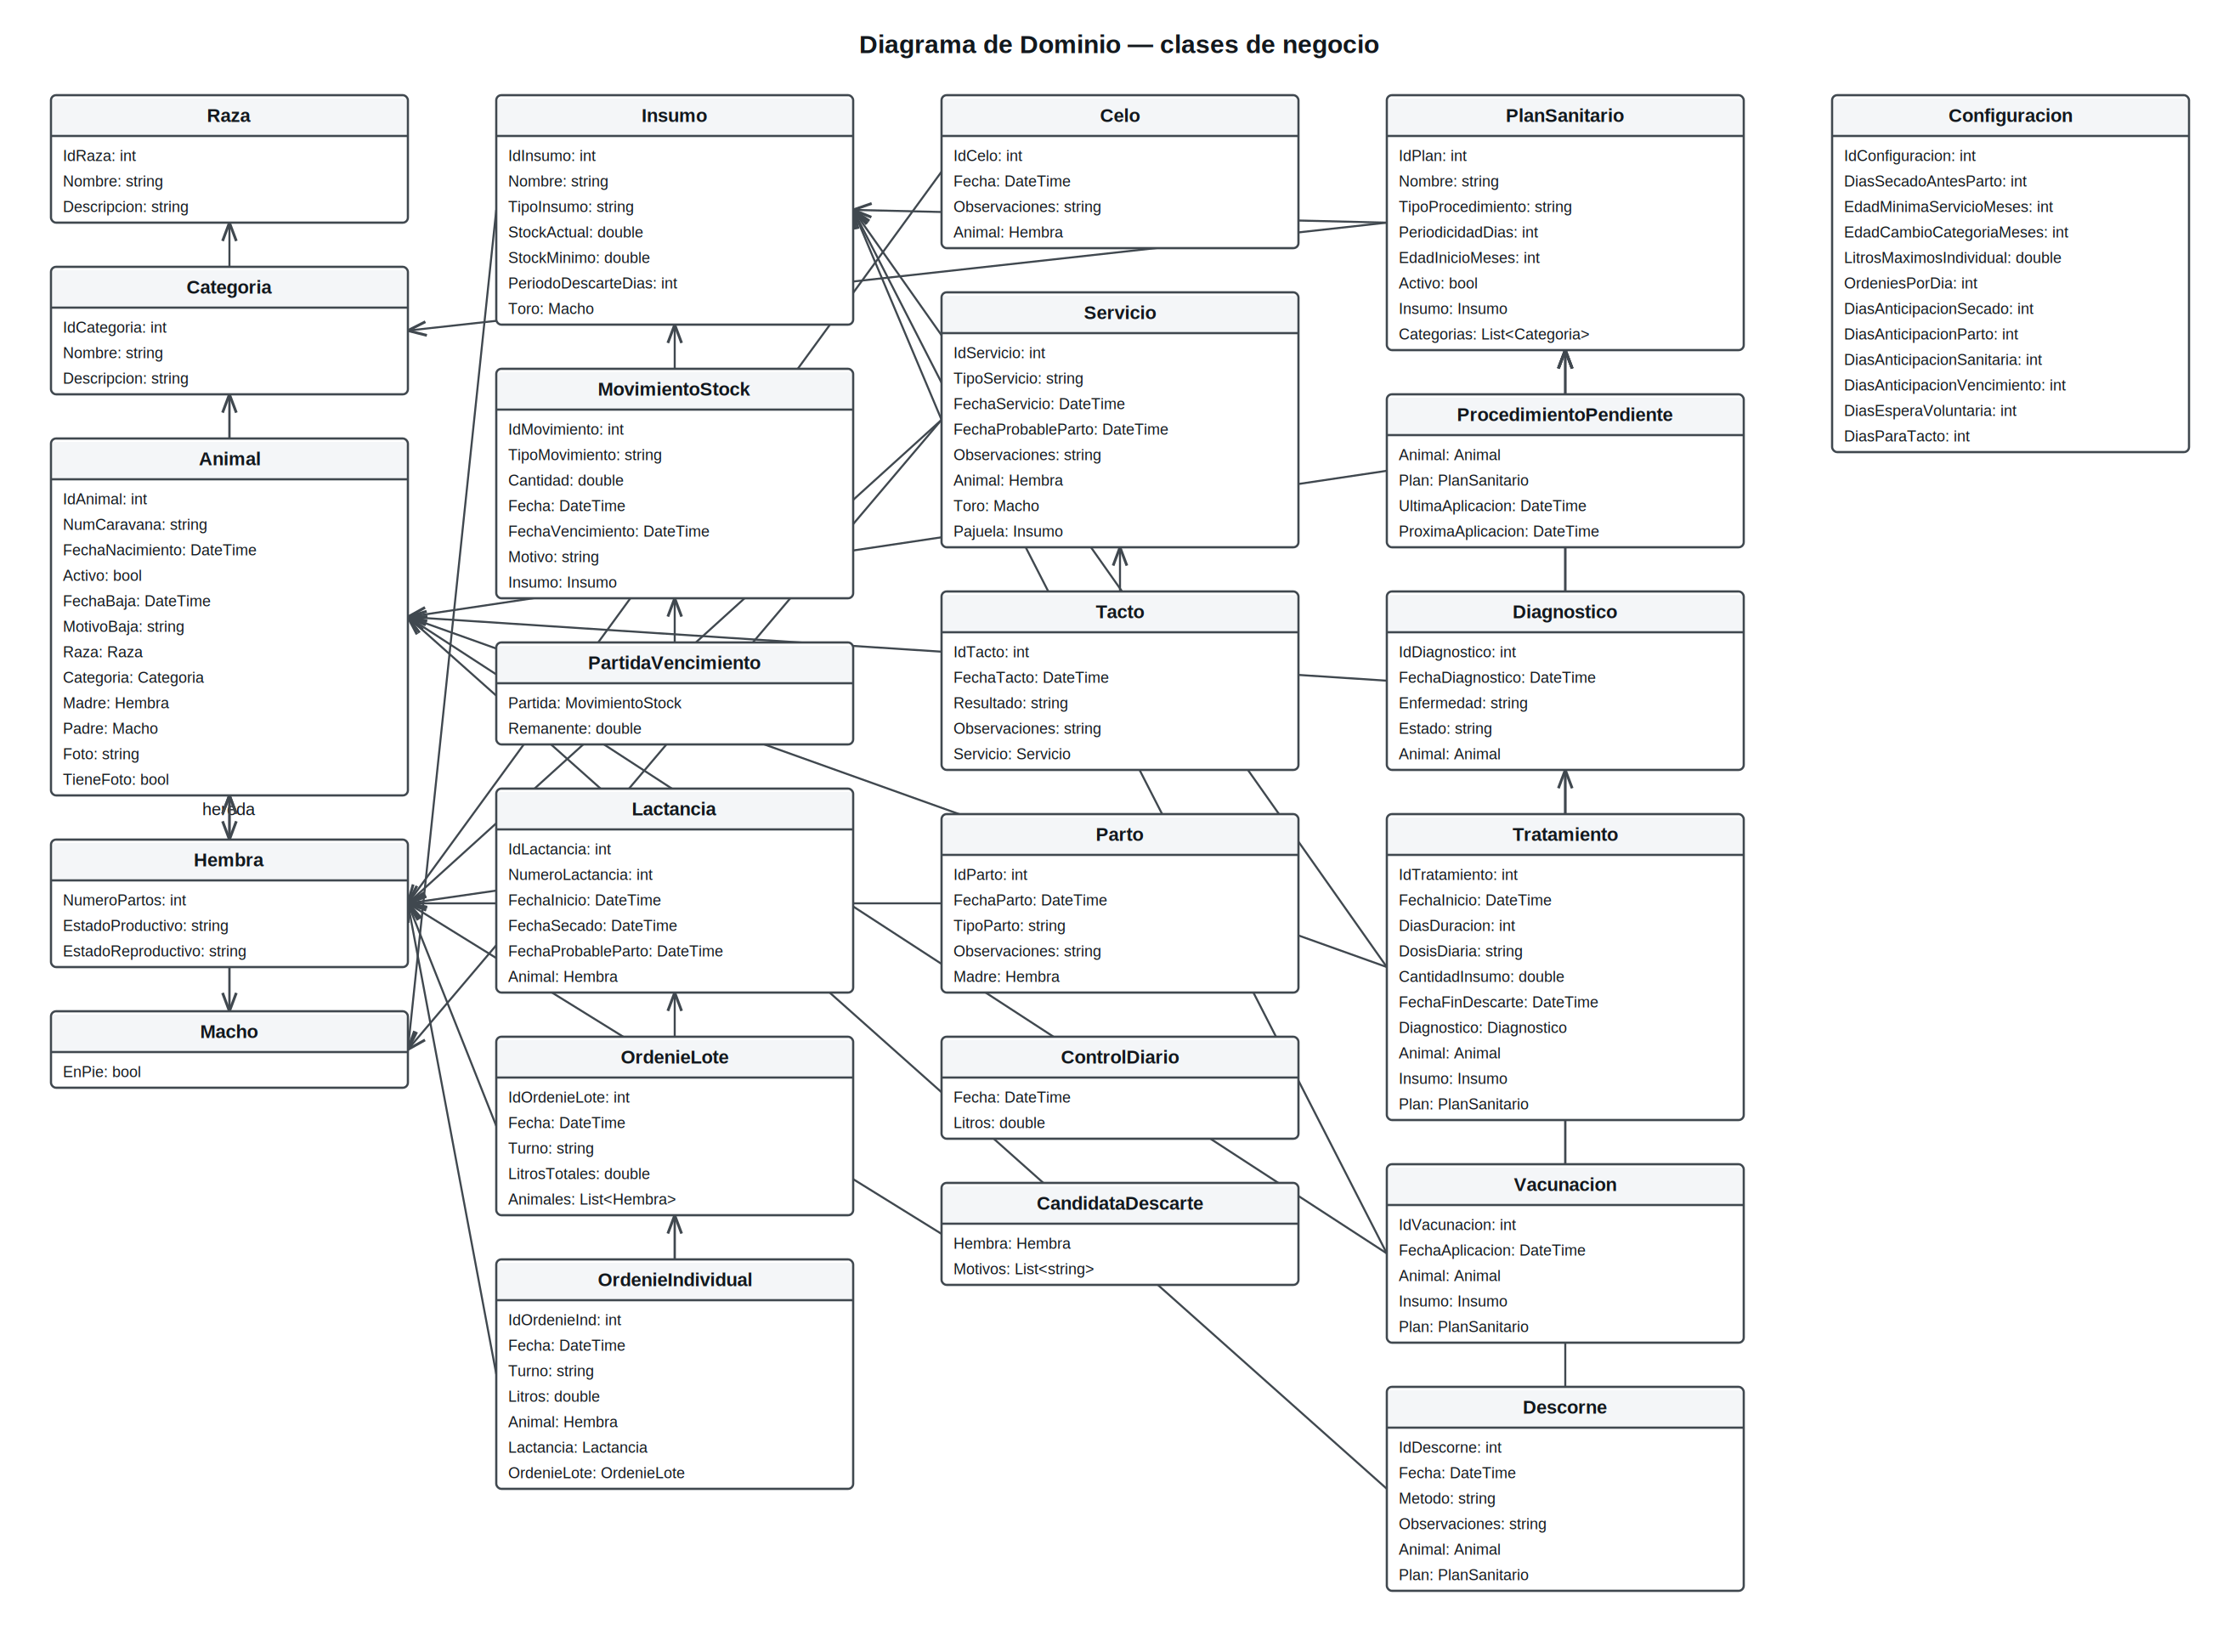 Diagrama de Dominio — clases de negocio
Raza
IdRaza: int
Nombre: string
Descripcion: string
Categoria
IdCategoria: int
Nombre: string
Descripcion: string
Animal
IdAnimal: int
NumCaravana: string
FechaNacimiento: DateTime
Activo: bool
FechaBaja: DateTime
MotivoBaja: string
Raza: Raza
Categoria: Categoria
Madre: Hembra
Padre: Macho
Foto: string
TieneFoto: bool
hereda
Hembra
NumeroPartos: int
EstadoProductivo: string
EstadoReproductivo: string
Macho
EnPie: bool
Insumo
IdInsumo: int
Nombre: string
TipoInsumo: string
StockActual: double
StockMinimo: double
PeriodoDescarteDias: int
Toro: Macho
MovimientoStock
IdMovimiento: int
TipoMovimiento: string
Cantidad: double
Fecha: DateTime
FechaVencimiento: DateTime
Motivo: string
Insumo: Insumo
PartidaVencimiento
Partida: MovimientoStock
Remanente: double
Lactancia
IdLactancia: int
NumeroLactancia: int
FechaInicio: DateTime
FechaSecado: DateTime
FechaProbableParto: DateTime
Animal: Hembra
OrdenieLote
IdOrdenieLote: int
Fecha: DateTime
Turno: string
LitrosTotales: double
Animales: List<Hembra>
OrdenieIndividual
IdOrdenieInd: int
Fecha: DateTime
Turno: string
Litros: double
Animal: Hembra
Lactancia: Lactancia
OrdenieLote: OrdenieLote
Celo
IdCelo: int
Fecha: DateTime
Observaciones: string
Animal: Hembra
Servicio
IdServicio: int
TipoServicio: string
FechaServicio: DateTime
FechaProbableParto: DateTime
Observaciones: string
Animal: Hembra
Toro: Macho
Pajuela: Insumo
Tacto
IdTacto: int
FechaTacto: DateTime
Resultado: string
Observaciones: string
Servicio: Servicio
Parto
IdParto: int
FechaParto: DateTime
TipoParto: string
Observaciones: string
Madre: Hembra
ControlDiario
Fecha: DateTime
Litros: double
CandidataDescarte
Hembra: Hembra
Motivos: List<string>
PlanSanitario
IdPlan: int
Nombre: string
TipoProcedimiento: string
PeriodicidadDias: int
EdadInicioMeses: int
Activo: bool
Insumo: Insumo
Categorias: List<Categoria>
ProcedimientoPendiente
Animal: Animal
Plan: PlanSanitario
UltimaAplicacion: DateTime
ProximaAplicacion: DateTime
Diagnostico
IdDiagnostico: int
FechaDiagnostico: DateTime
Enfermedad: string
Estado: string
Animal: Animal
Tratamiento
IdTratamiento: int
FechaInicio: DateTime
DiasDuracion: int
DosisDiaria: string
CantidadInsumo: double
FechaFinDescarte: DateTime
Diagnostico: Diagnostico
Animal: Animal
Insumo: Insumo
Plan: PlanSanitario
Vacunacion
IdVacunacion: int
FechaAplicacion: DateTime
Animal: Animal
Insumo: Insumo
Plan: PlanSanitario
Descorne
IdDescorne: int
Fecha: DateTime
Metodo: string
Observaciones: string
Animal: Animal
Plan: PlanSanitario
Configuracion
IdConfiguracion: int
DiasSecadoAntesParto: int
EdadMinimaServicioMeses: int
EdadCambioCategoriaMeses: int
LitrosMaximosIndividual: double
OrdeniesPorDia: int
DiasAnticipacionSecado: int
DiasAnticipacionParto: int
DiasAnticipacionSanitaria: int
DiasAnticipacionVencimiento: int
DiasEsperaVoluntaria: int
DiasParaTacto: int